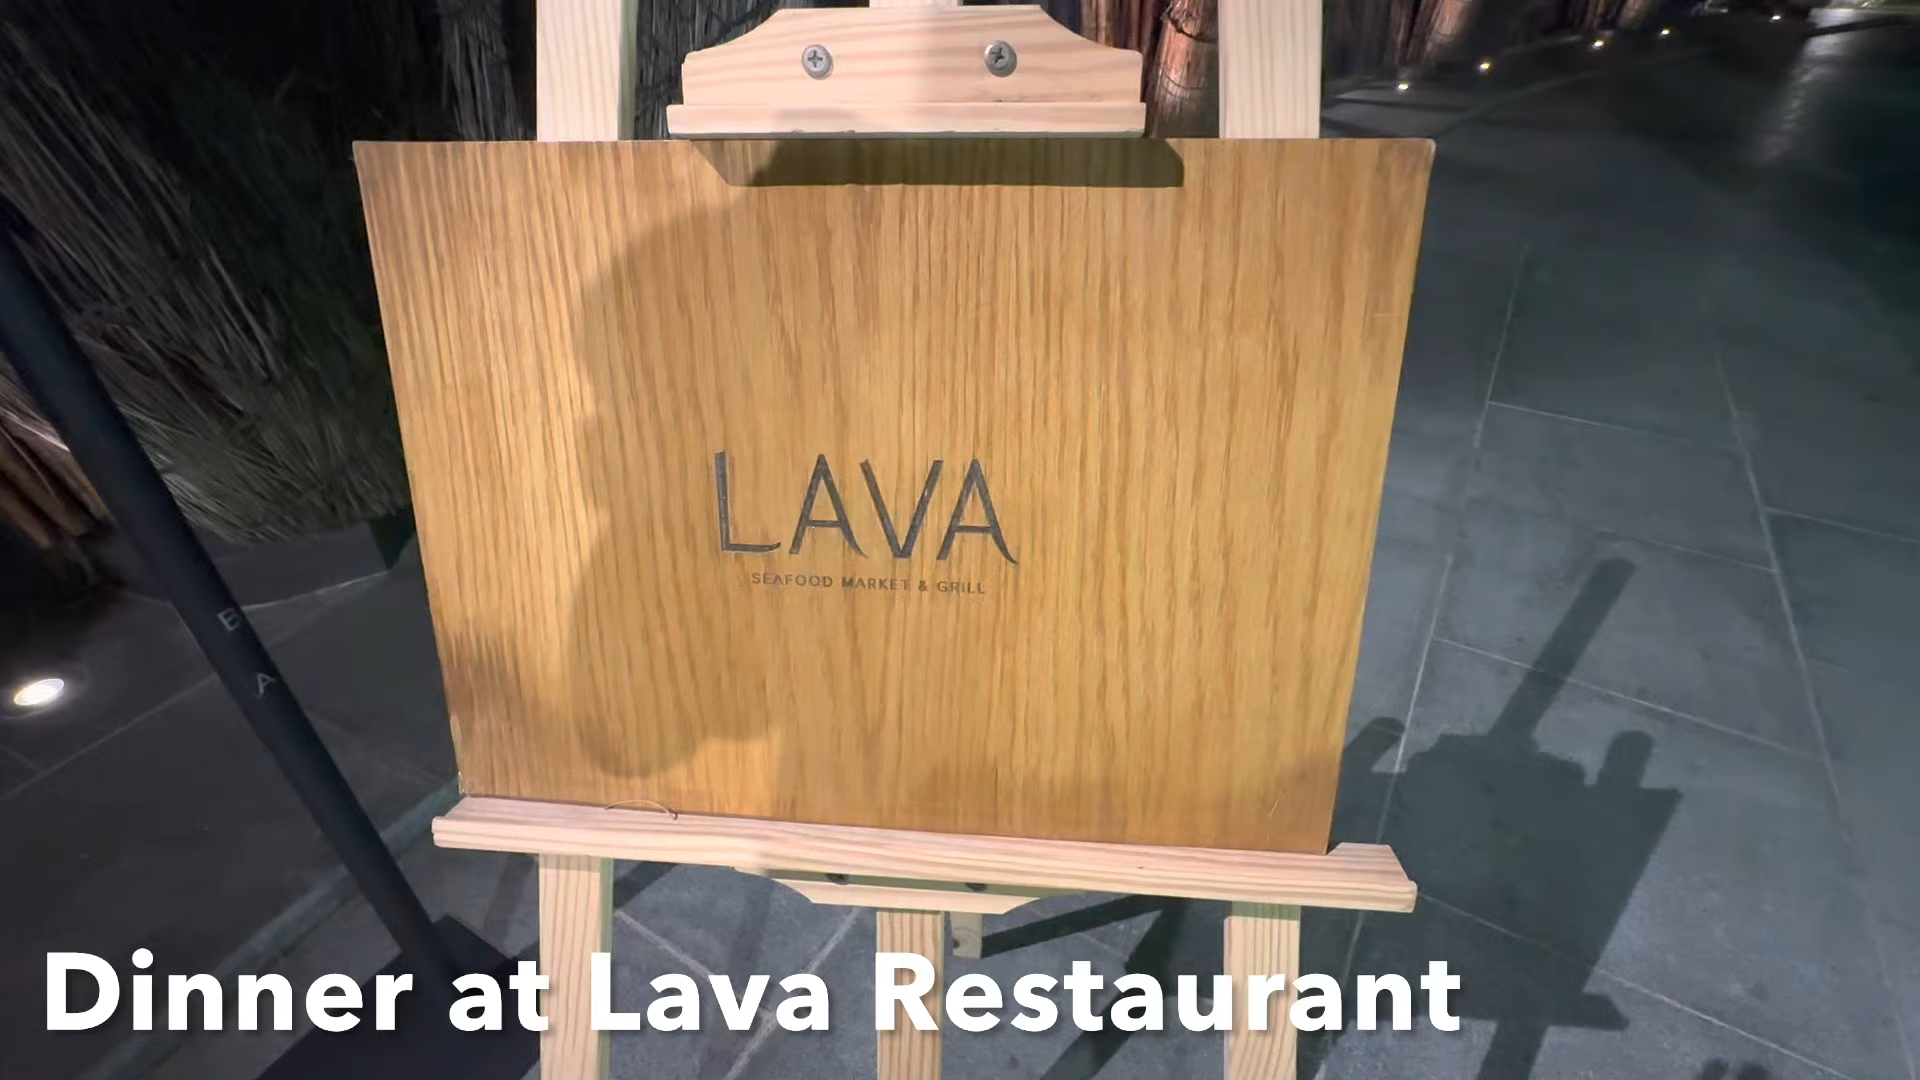 LAVA
SEAFOOD MARKET & GRILL
B
A
Dinner at Lava Restaurant